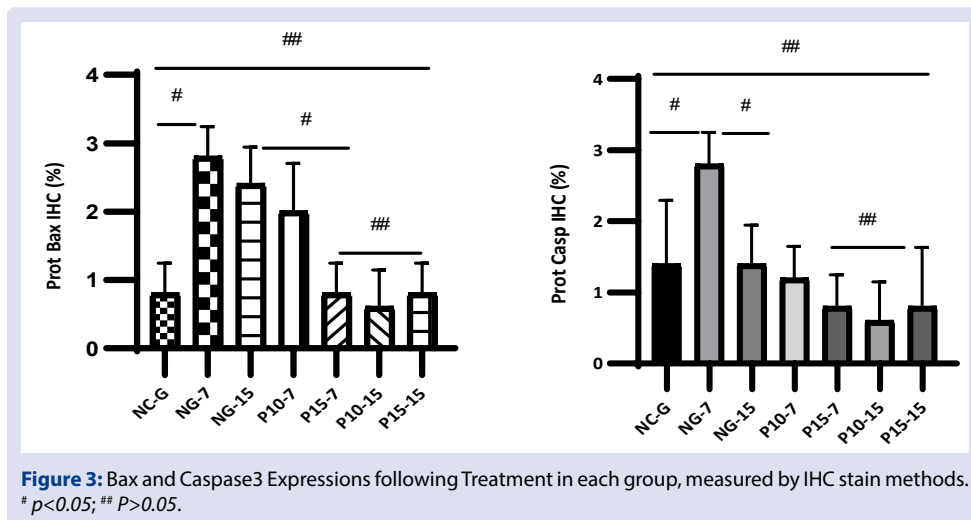 ##
4
#
#
3
2
##
1
0
Prot Bax IHC (%)
NC-G
NG-7
NG-15
P10-7
P15-7
P10-15
P15-15
##
4
#
#
3
2
##
1
0
Prot Casp IHC (%)
NC-G
NG-7
NG-15
P10-7
P15-7
P10-15
P15-15
Figure 3: Bax and Caspase3 Expressions following Treatment in each group, measured by IHC stain methods.
# p<0.05; ## P>0.05.